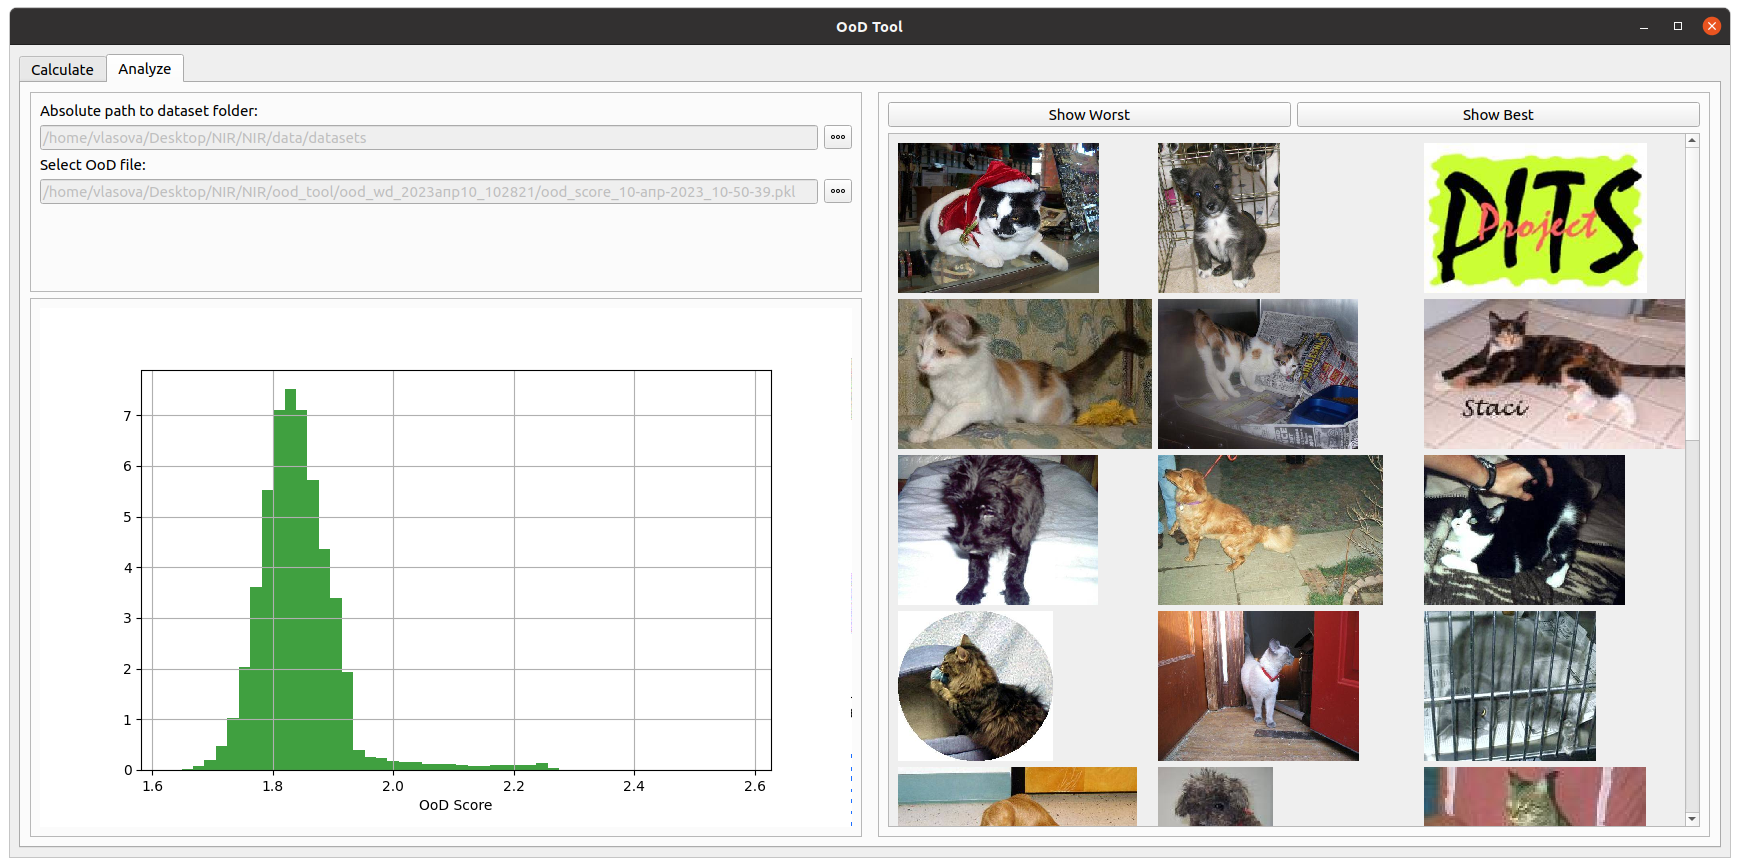 OoD Tool
Calculate
Analyze
Absolute path to dataset folder:
/home/vlasova/Desktop/NIR/NIR/data/datasets
Select OoD file:
/home/vlasova/Desktop/NIR/NIR/ood_tool/ood_wd_2023апр10_102821/ood_score_10-апр-2023_10-50-39.pkl
Show Worst
Show Best
PITS
Project
Staci
7
6
5
4
3
2
1
0
1.6 1.8 2.0 2.2 2.4 2.6
OoD Score